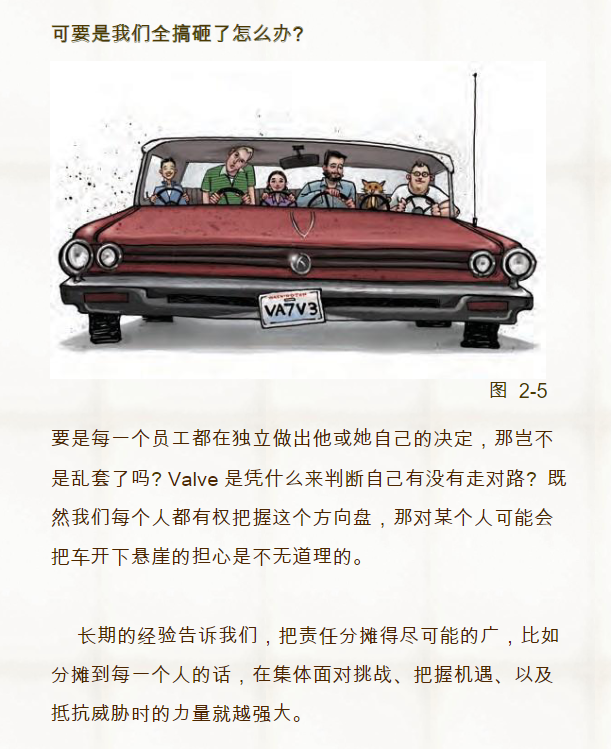 可要是我们全搞砸了怎么办?
WASHINGTON
VA7V3
图 2-5
要是每一个员工都在独立做出他或她自己的决定，那岂不
是乱套了吗? Valve 是凭什么来判断自己有没有走对路? 既
然我们每个人都有权把握这个方向盘，那对某个人可能会
把车开下悬崖的担心是不无道理的。
长期的经验告诉我们，把责任分摊得尽可能的广，比如
分摊到每一个人的话，在集体面对挑战、把握机遇、以及
抵抗威胁时的力量就越强大。